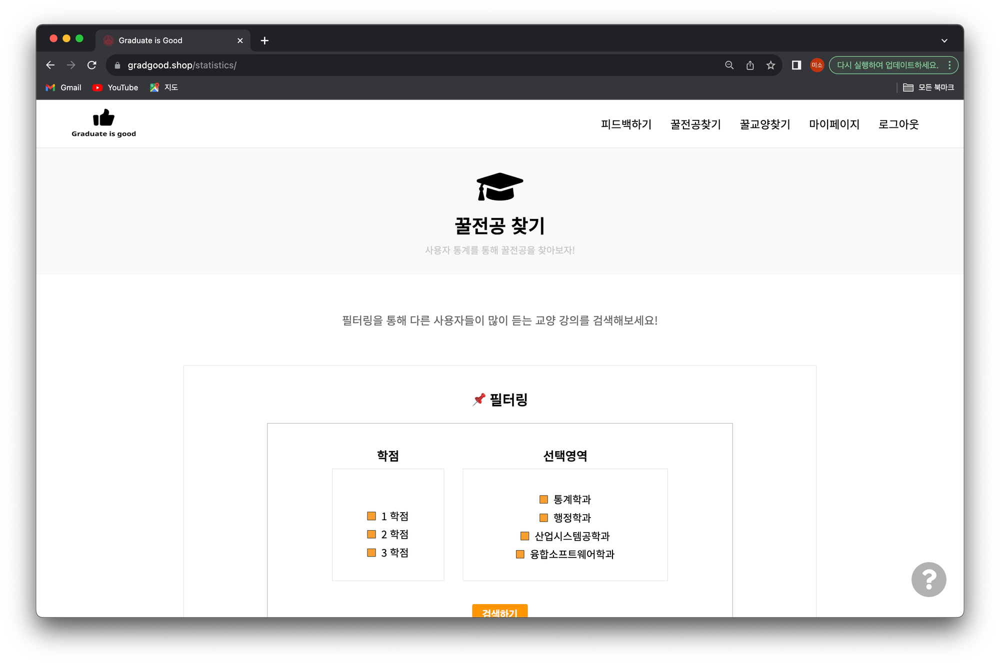 Graduate is Good
gradgood.shop/statistics/
미소
다시 실행하여 업데이트하세요.
Gmail
YouTube
지도
모든 북마크
Graduate is good
피드백하기
꿀전공찾기
꿀교양찾기
마이페이지
로그아웃
꿀전공 찾기
사용자 통계를 통해 꿀전공을 찾아보자!
필터링을 통해 다른 사용자들이 많이 듣는 교양 강의를 검색해보세요!
필터링
학점
1 학점
2 학점
3 학점
선택영역
통계학과
행정학과
산업시스템공학과
융합소프트웨어학과
검색하기
?